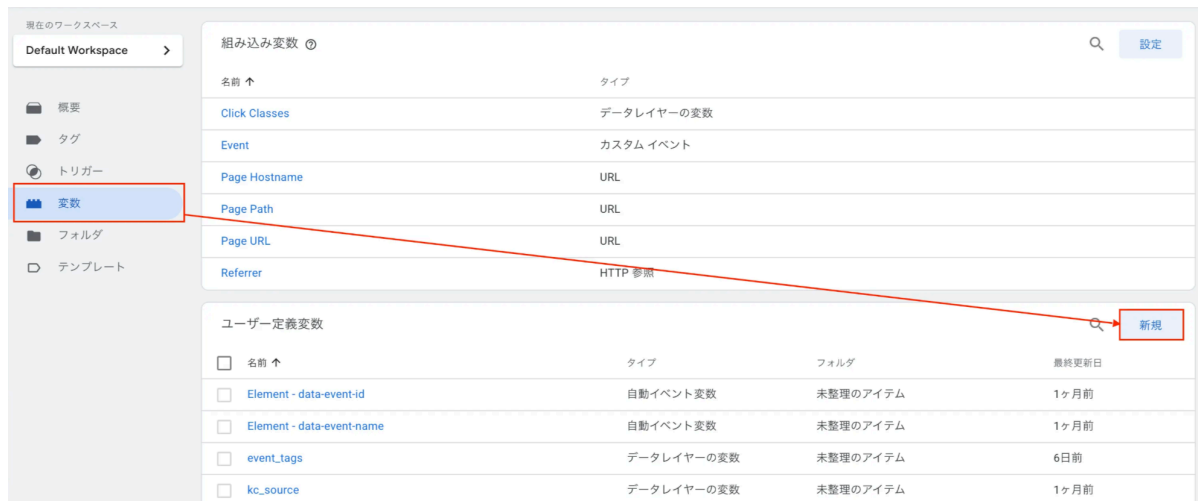 現在のワークスペース
Default Workspace
概要
タグ
トリガー
変数
フォルダ
テンプレート
組み込み変数
設定
名前 タイプ
Click Classes データレイヤーの変数
Event カスタム イベント
Page Hostname URL
Page Path URL
Page URL URL
Referrer HTTP 参照
ユーザー定義変数
新規
名前 タイプ フォルダ 最終更新日
Element - data-event-id 自動イベント変数 未整理のアイテム 1ヶ月前
Element - data-event-name 自動イベント変数 未整理のアイテム 1ヶ月前
event_tags データレイヤーの変数 未整理のアイテム 6日前
kc_source データレイヤーの変数 未整理のアイテム 1ヶ月前